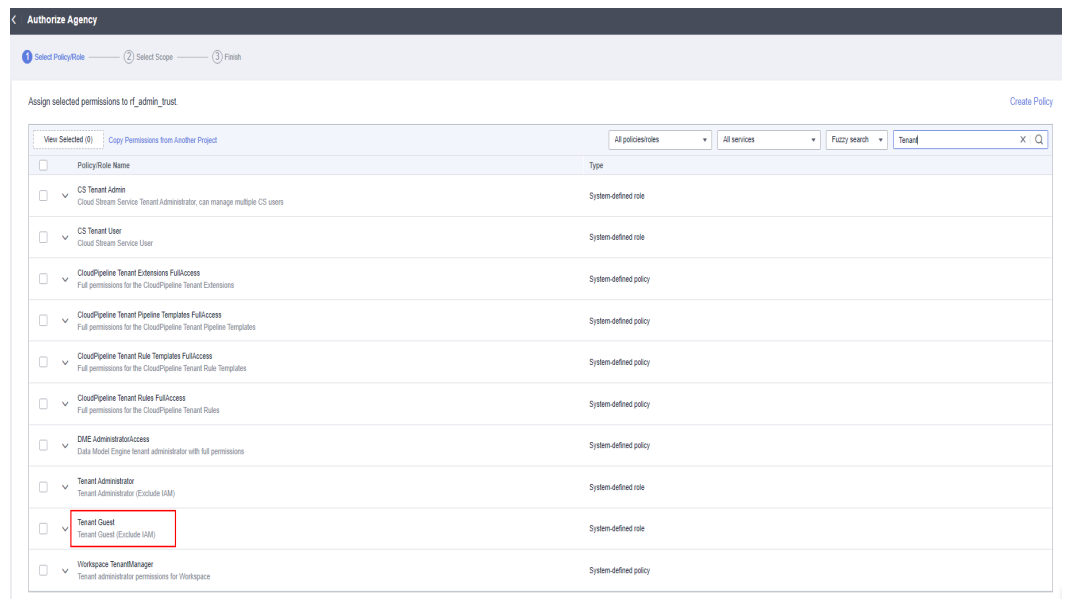 Authorize Agency
1 Select Policy/Role 2 Select Scope 3 Finish
Assign selected permissions to rf_admin_trust. Create Policy
View Selected (0) Copy Permissions from Another Project All policies/roles All services Fuzzy search Tenant X
Policy/Role Name Type
CS Tenant Admin
Cloud Stream Service Tenant Administrator, can manage multiple CS users
System-defined role
CS Tenant User
Cloud Stream Service User
System-defined role
CloudPipeline Tenant Extensions FullAccess
Full permissions for the CloudPipeline Tenant Extensions
System-defined policy
CloudPipeline Tenant Pipeline Templates FullAccess
Full permissions for the CloudPipeline Tenant Pipeline Templates
System-defined policy
CloudPipeline Tenant Rule Templates FullAccess
Full permissions for the CloudPipeline Tenant Rule Templates
System-defined policy
CloudPipeline Tenant Rules FullAccess
Full permissions for the CloudPipeline Tenant Rules
System-defined policy
DME AdministratorAccess
Data Model Engine tenant administrator with full permissions
System-defined policy
Tenant Administrator
Tenant Administrator (Exclude IAM)
System-defined role
Tenant Guest
Tenant Guest (Exclude IAM)
System-defined role
Workspace TenantManager
Tenant administrator permissions for Workspace
System-defined policy